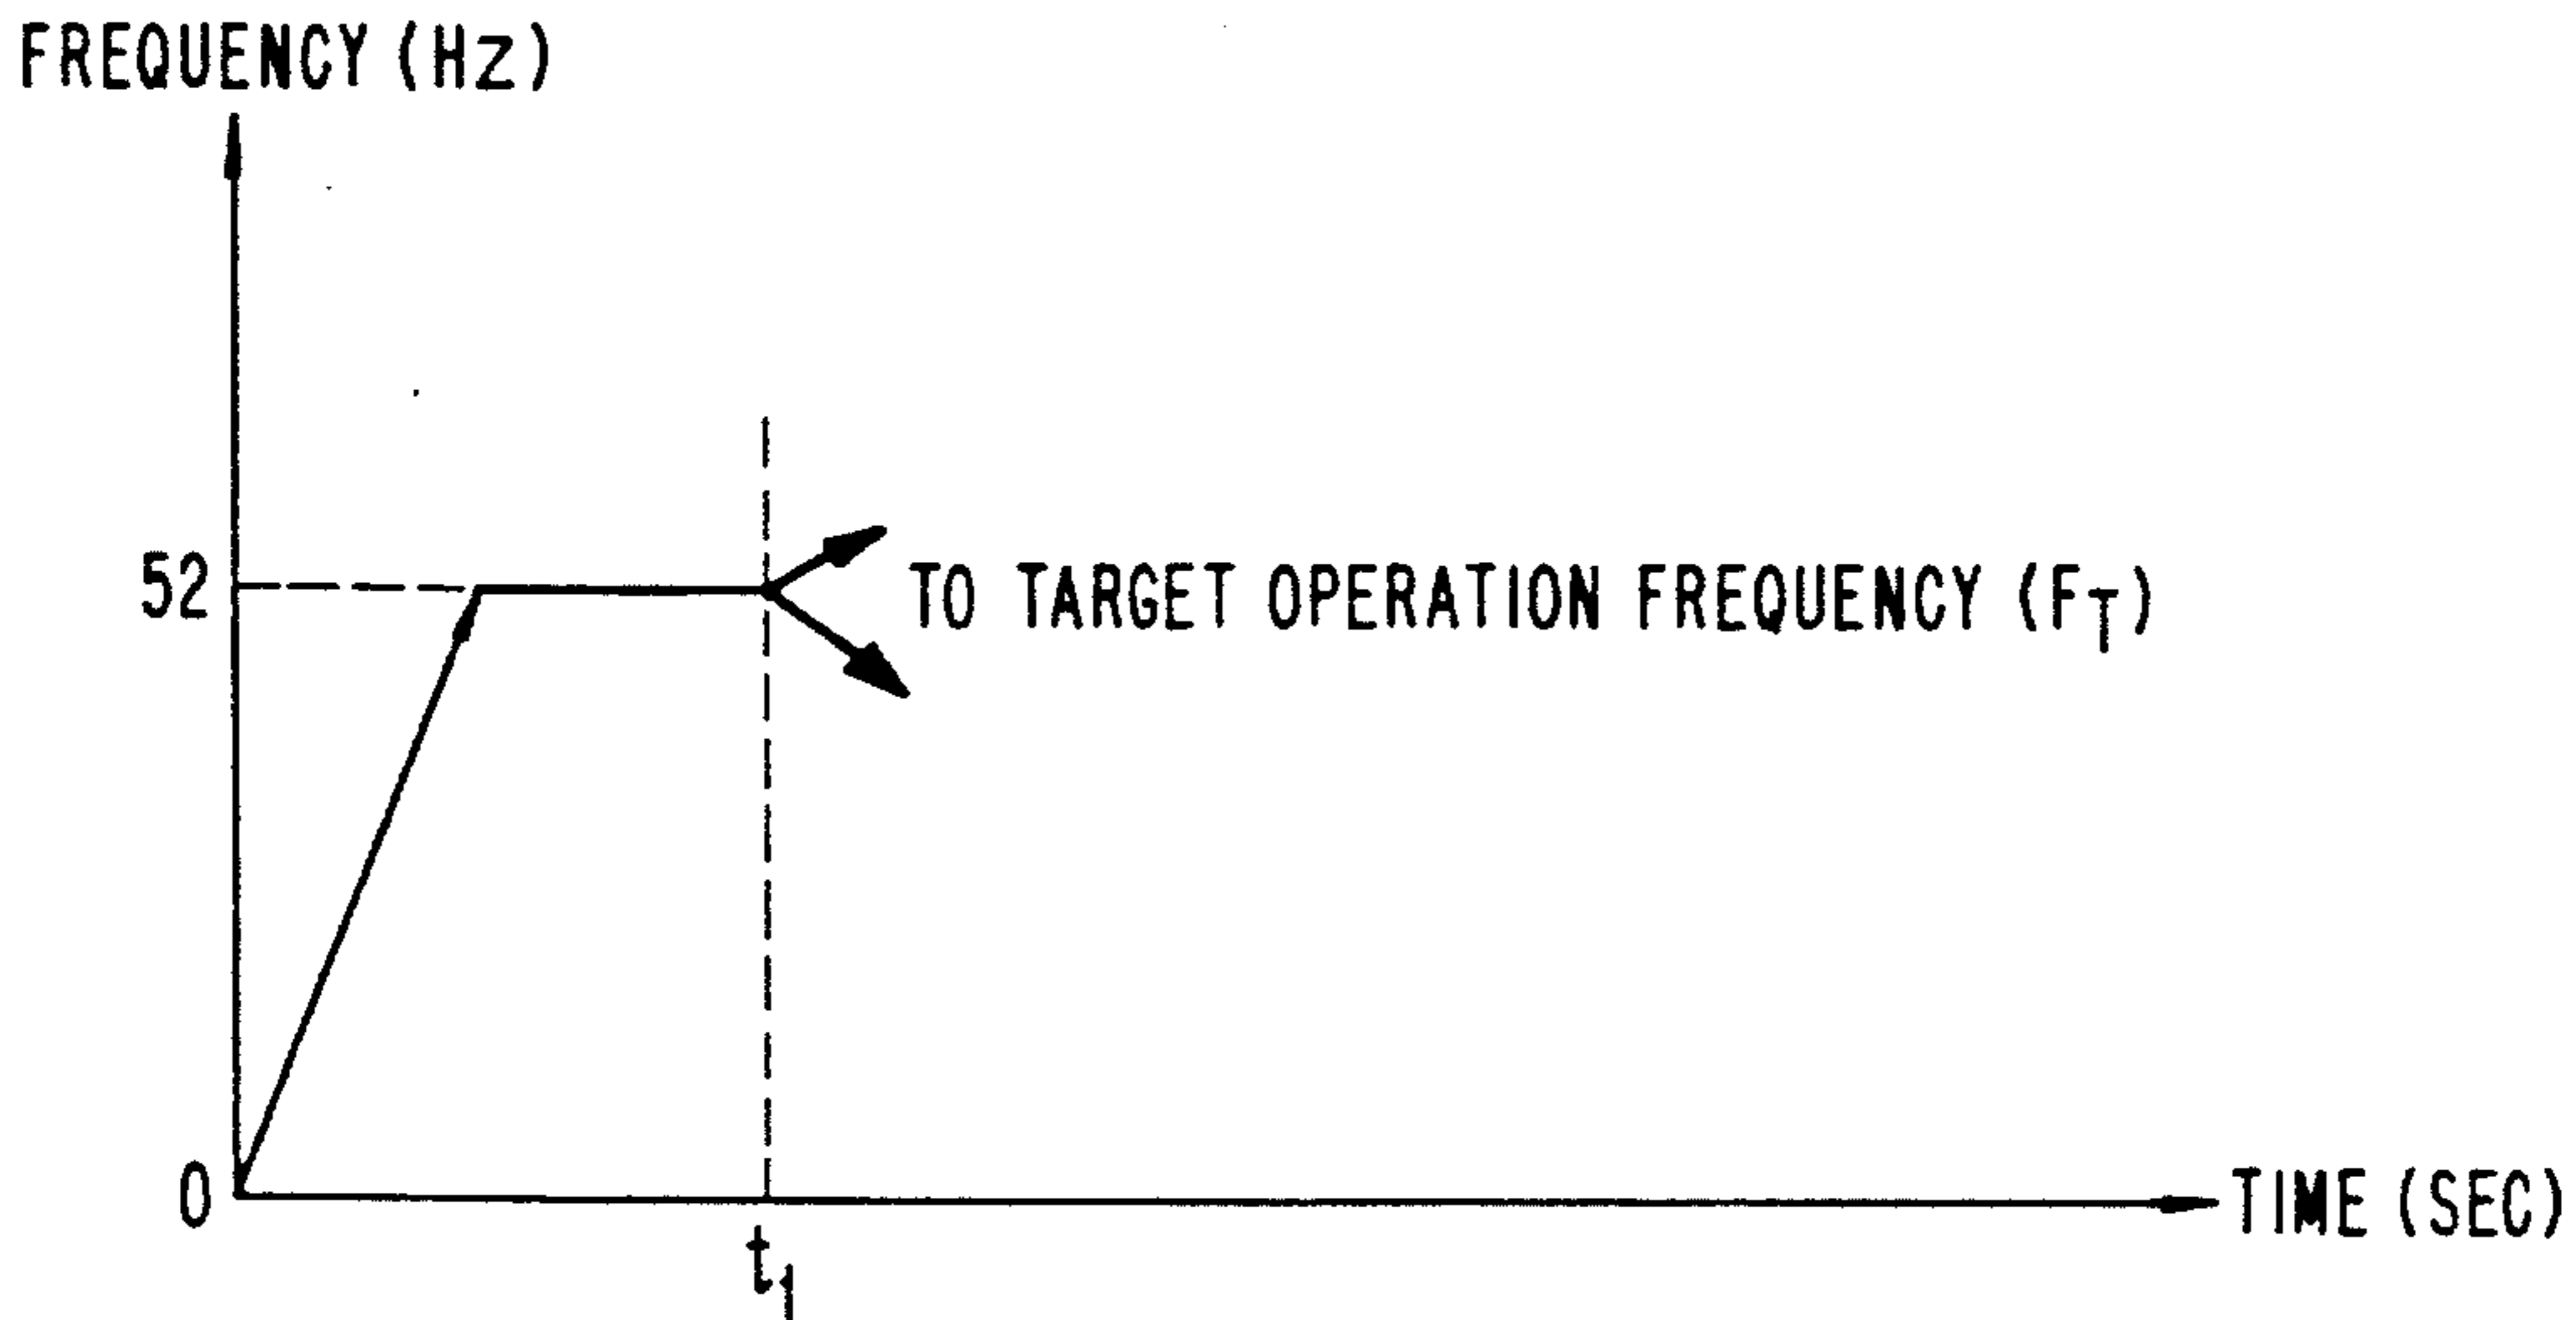 FREQUENCY (HZ)
52
TO TARGET OPERATION FREQUENCY (FT)
0
TIME (SEC)
t1